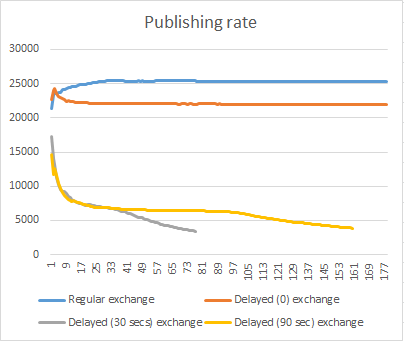 Publishing rate
30000
25000
20000
15000
10000
5000
0
1 9 17 25 33 41 49 57 65 73 81 89 97 105 113 121 129 137 145 153 161 169 177
Regular exchange Delayed (0) exchange
Delayed (30 secs) exchange Delayed (90 sec) exchange